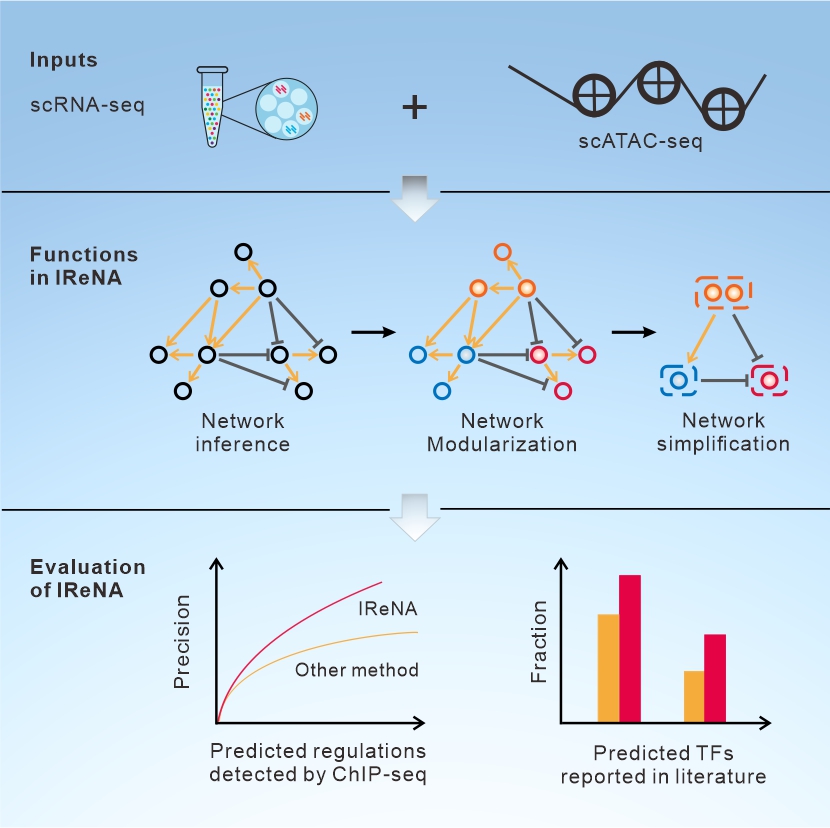 Inputs
scRNA-seq
+
scATAC-seq
Functions
in IReNA
Network
inference
Network
Modularization
Network
simplification
Evaluation
of IReNA
Precision
IReNA
Other method
Predicted regulations
detected by ChIP-seq
Fraction
Predicted TFs
reported in literature